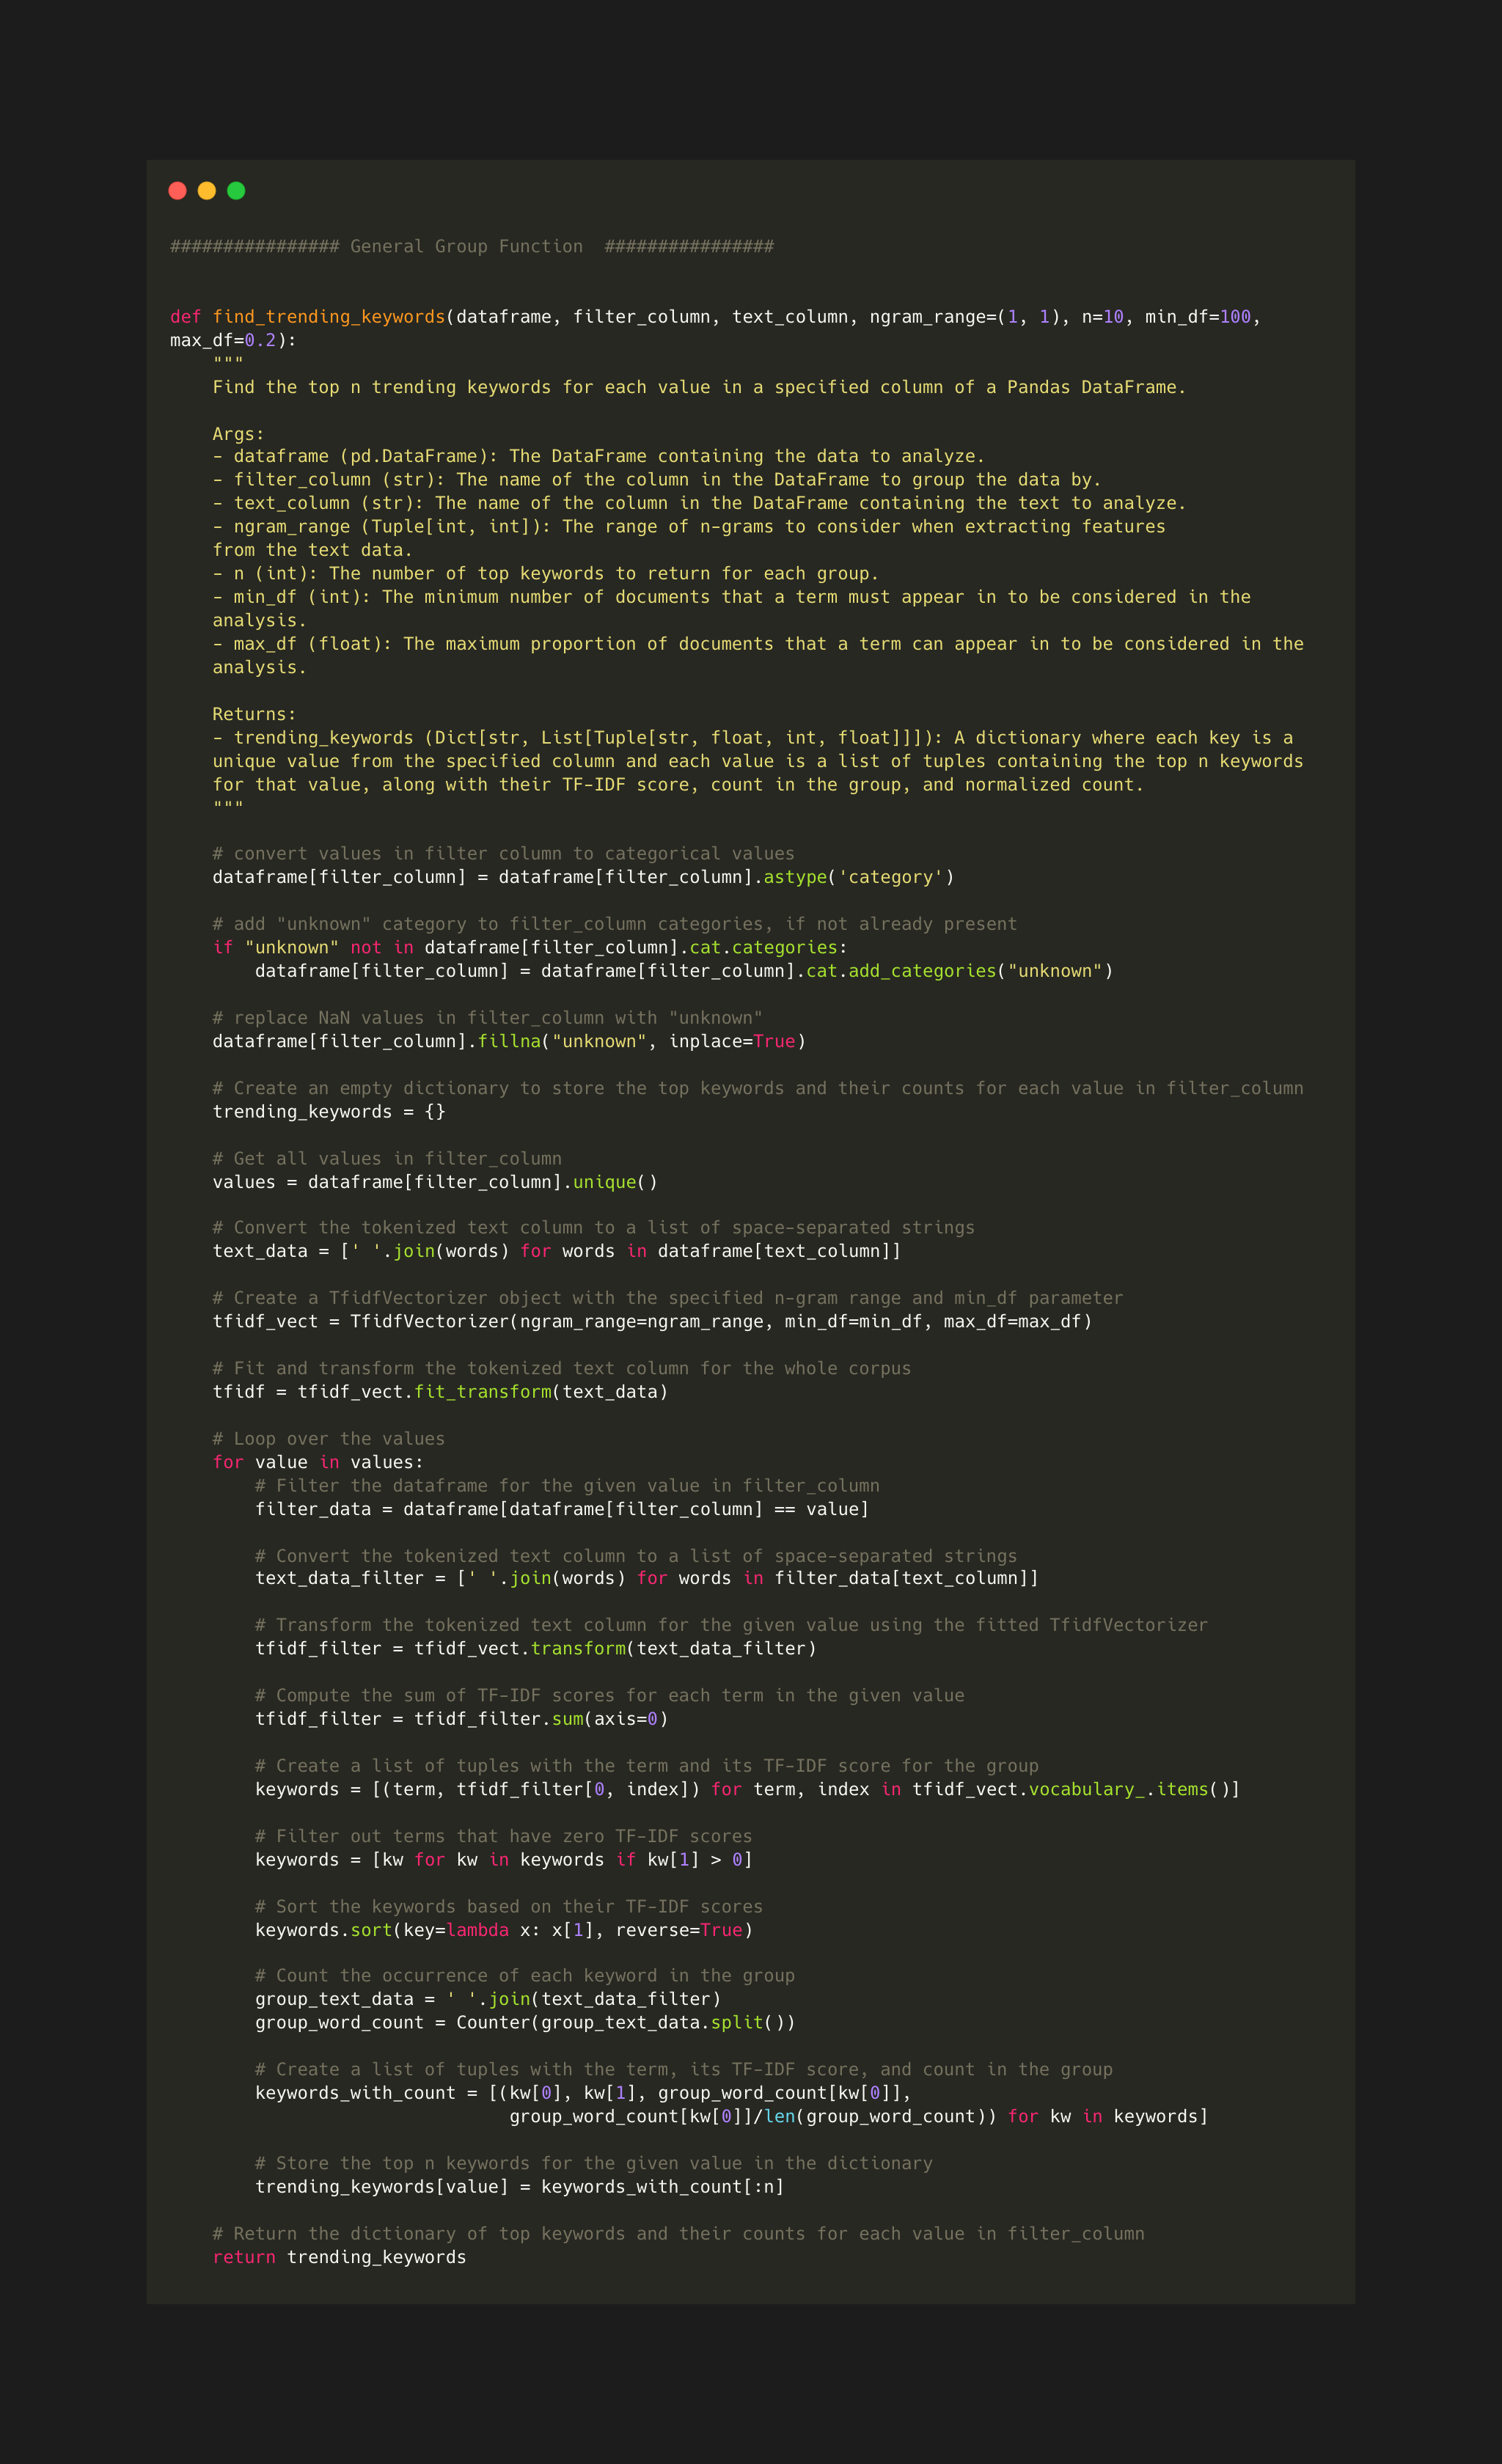 ################ General Group Function  ################
def find_trending_keywords(dataframe, filter_column, text_column, ngram_range=(1, 1), n=10, min_df=100,
max_df=0.2):
    """
    Find the top n trending keywords for each value in a specified column of a Pandas DataFrame.

    Args:
    - dataframe (pd.DataFrame): The DataFrame containing the data to analyze.
    - filter_column (str): The name of the column in the DataFrame to group the data by.
    - text_column (str): The name of the column in the DataFrame containing the text to analyze.
    - ngram_range (Tuple[int, int]): The range of n-grams to consider when extracting features
    from the text data.
    - n (int): The number of top keywords to return for each group.
    - min_df (int): The minimum number of documents that a term must appear in to be considered in the
    analysis.
    - max_df (float): The maximum proportion of documents that a term can appear in to be considered in the
    analysis.

    Returns:
    - trending_keywords (Dict[str, List[Tuple[str, float, int, float]]]): A dictionary where each key is a
    unique value from the specified column and each value is a list of tuples containing the top n keywords
    for that value, along with their TF-IDF score, count in the group, and normalized count.
    """

    # convert values in filter column to categorical values
    dataframe[filter_column] = dataframe[filter_column].astype('category')

    # add "unknown" category to filter_column categories, if not already present
    if "unknown" not in dataframe[filter_column].cat.categories:
        dataframe[filter_column] = dataframe[filter_column].cat.add_categories("unknown")

    # replace NaN values in filter_column with "unknown"
    dataframe[filter_column].fillna("unknown", inplace=True)

    # Create an empty dictionary to store the top keywords and their counts for each value in filter_column
    trending_keywords = {}

    # Get all values in filter_column
    values = dataframe[filter_column].unique()

    # Convert the tokenized text column to a list of space-separated strings
    text_data = [' '.join(words) for words in dataframe[text_column]]

    # Create a TfidfVectorizer object with the specified n-gram range and min_df parameter
    tfidf_vect = TfidfVectorizer(ngram_range=ngram_range, min_df=min_df, max_df=max_df)

    # Fit and transform the tokenized text column for the whole corpus
    tfidf = tfidf_vect.fit_transform(text_data)

    # Loop over the values
    for value in values:
        # Filter the dataframe for the given value in filter_column
        filter_data = dataframe[dataframe[filter_column] == value]

        # Convert the tokenized text column to a list of space-separated strings
        text_data_filter = [' '.join(words) for words in filter_data[text_column]]

        # Transform the tokenized text column for the given value using the fitted TfidfVectorizer
        tfidf_filter = tfidf_vect.transform(text_data_filter)

        # Compute the sum of TF-IDF scores for each term in the given value
        tfidf_filter = tfidf_filter.sum(axis=0)

        # Create a list of tuples with the term and its TF-IDF score for the group
        keywords = [(term, tfidf_filter[0, index]) for term, index in tfidf_vect.vocabulary_.items()]

        # Filter out terms that have zero TF-IDF scores
        keywords = [kw for kw in keywords if kw[1] > 0]

        # Sort the keywords based on their TF-IDF scores
        keywords.sort(key=lambda x: x[1], reverse=True)

        # Count the occurrence of each keyword in the group
        group_text_data = ' '.join(text_data_filter)
        group_word_count = Counter(group_text_data.split())

        # Create a list of tuples with the term, its TF-IDF score, and count in the group
        keywords_with_count = [(kw[0], kw[1], group_word_count[kw[0]],
                                group_word_count[kw[0]]/len(group_word_count)) for kw in keywords]

        # Store the top n keywords for the given value in the dictionary
        trending_keywords[value] = keywords_with_count[:n]

    # Return the dictionary of top keywords and their counts for each value in filter_column
    return trending_keywords